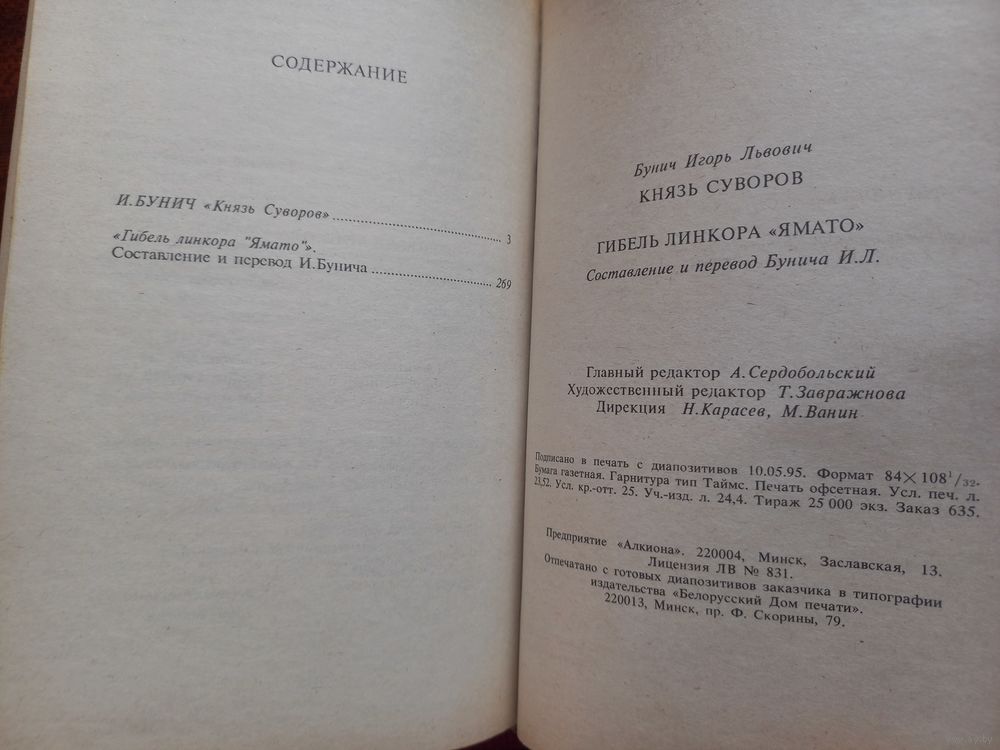 СОДЕРЖАНИЕ
И.БУНИЧ «Князь Суворов» 3
«Гибель линкора "Ямато"».
Составление и перевод И.Бунича 269
Бунич Игорь Львович
КНЯЗЬ СУВОРОВ
ГИБЕЛЬ ЛИНКОРА «ЯМАТО»
Составление и перевод Бунича И.Л.
Главный редактор А.Сердобольский
Художественный редактор Т.Завражнова
Дирекция Н.Карасев, М.Ванин
Подписано в печать с диапозитивов 10.05.95. Формат 84×108¹/₃₂.
Бумага газетная. Гарнитура тип Таймс. Печать офсетная. Усл. печ. л.
23,52. Усл. кр.-отт. 25. Уч.-изд. л. 24,4. Тираж 25 000 экз. Заказ 635.
Предприятие «Алкиона». 220004, Минск, Заславская, 13.
Лицензия ЛВ № 831.
Отпечатано с готовых диапозитивов заказчика в типографии
издательства «Белорусский Дом печати».
220013, Минск, пр. Ф. Скорины, 79.